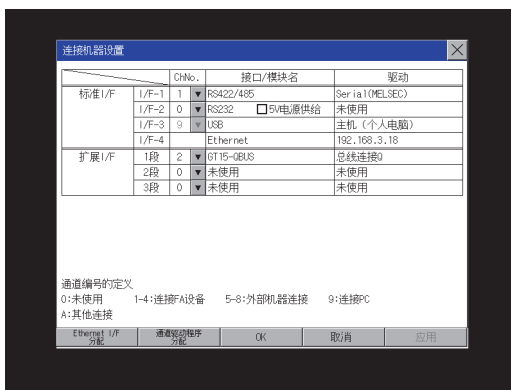 连接机器设置
ChNo. 接口/模块名 驱动
标准I/F I/F-1 1 RS422/485 Serial(MELSEC)
I/F-2 0 RS232 5V电源供给 未使用
I/F-3 9 USB 主机（个人电脑）
I/F-4 Ethernet 192.168.3.18
扩展I/F 1段 2 GT15-QBUS 总线连接Q
2段 0 未使用 未使用
3段 0 未使用 未使用
通道编号的定义
0:未使用 1-4:连接FA设备 5-8:外部机器连接 9:连接PC
A:其他连接
Ethernet I/F 分配 通道驱动程序 分配 OK 取消 应用